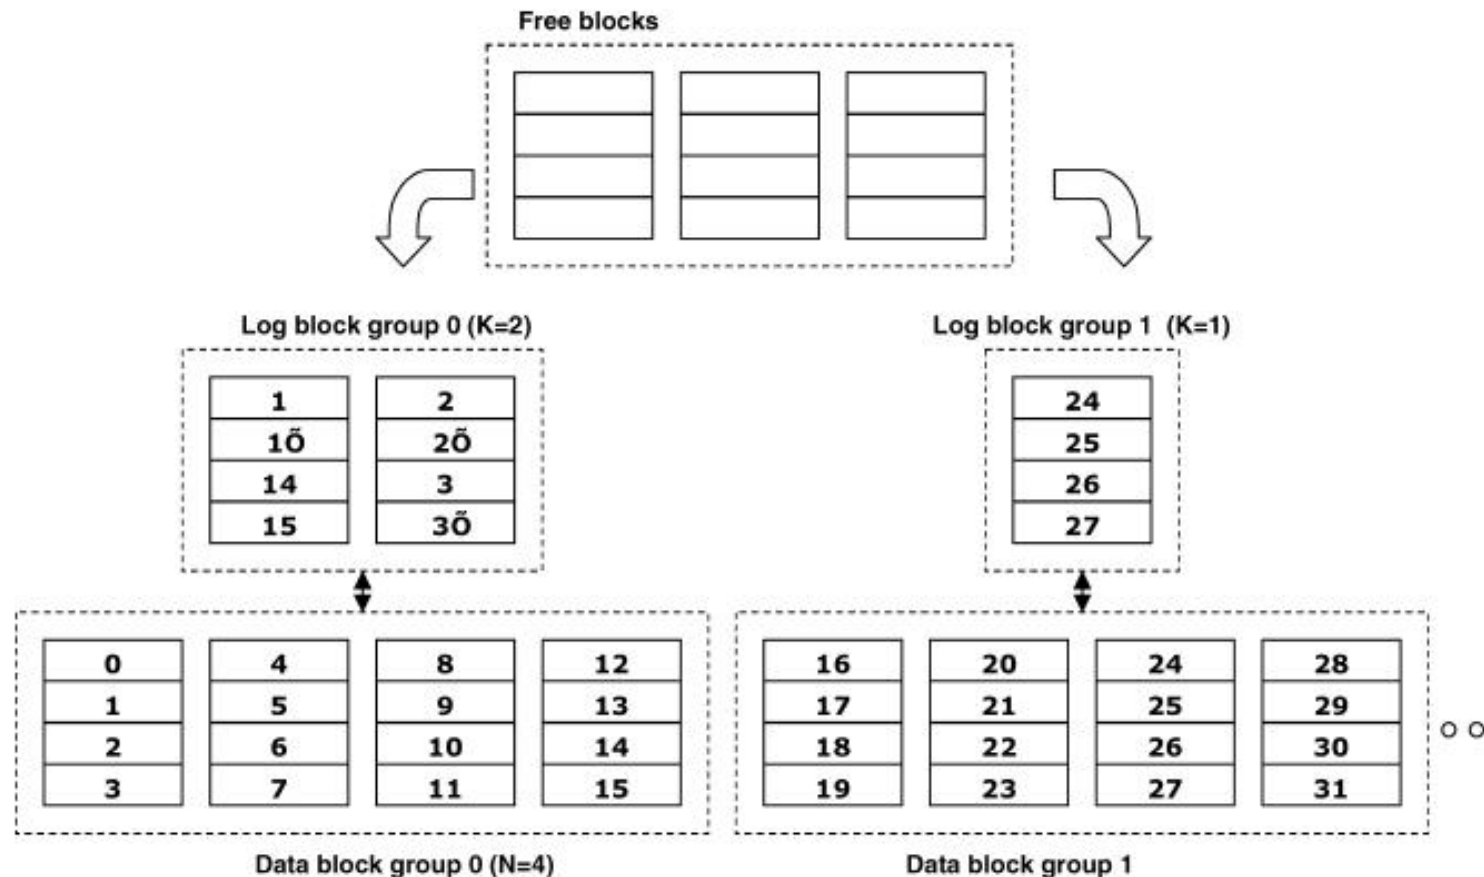 Free blocks
Log block group 0 (K=2)
Log block group 1 (K=1)
1 2 24
1Õ 2Õ 25
14 3 26
15 3Õ 27
0 4 8 12 16 20 24 28
1 5 9 13 17 21 25 29
2 6 10 14 18 22 26 30
3 7 11 15 19 23 27 31
Data block group 0 (N=4)
Data block group 1